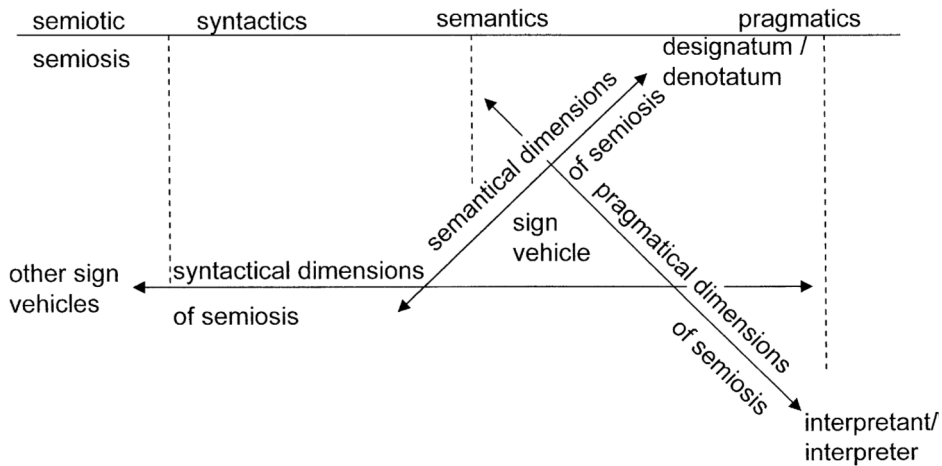 semiotic syntactics semantics pragmatics
semiosis
designatum /
denotatum
semantical dimensions
of semiosis
pragmatical dimensions
of semiosis
sign
vehicle
other sign
vehicles
syntactical dimensions
of semiosis
interpretant/
interpreter